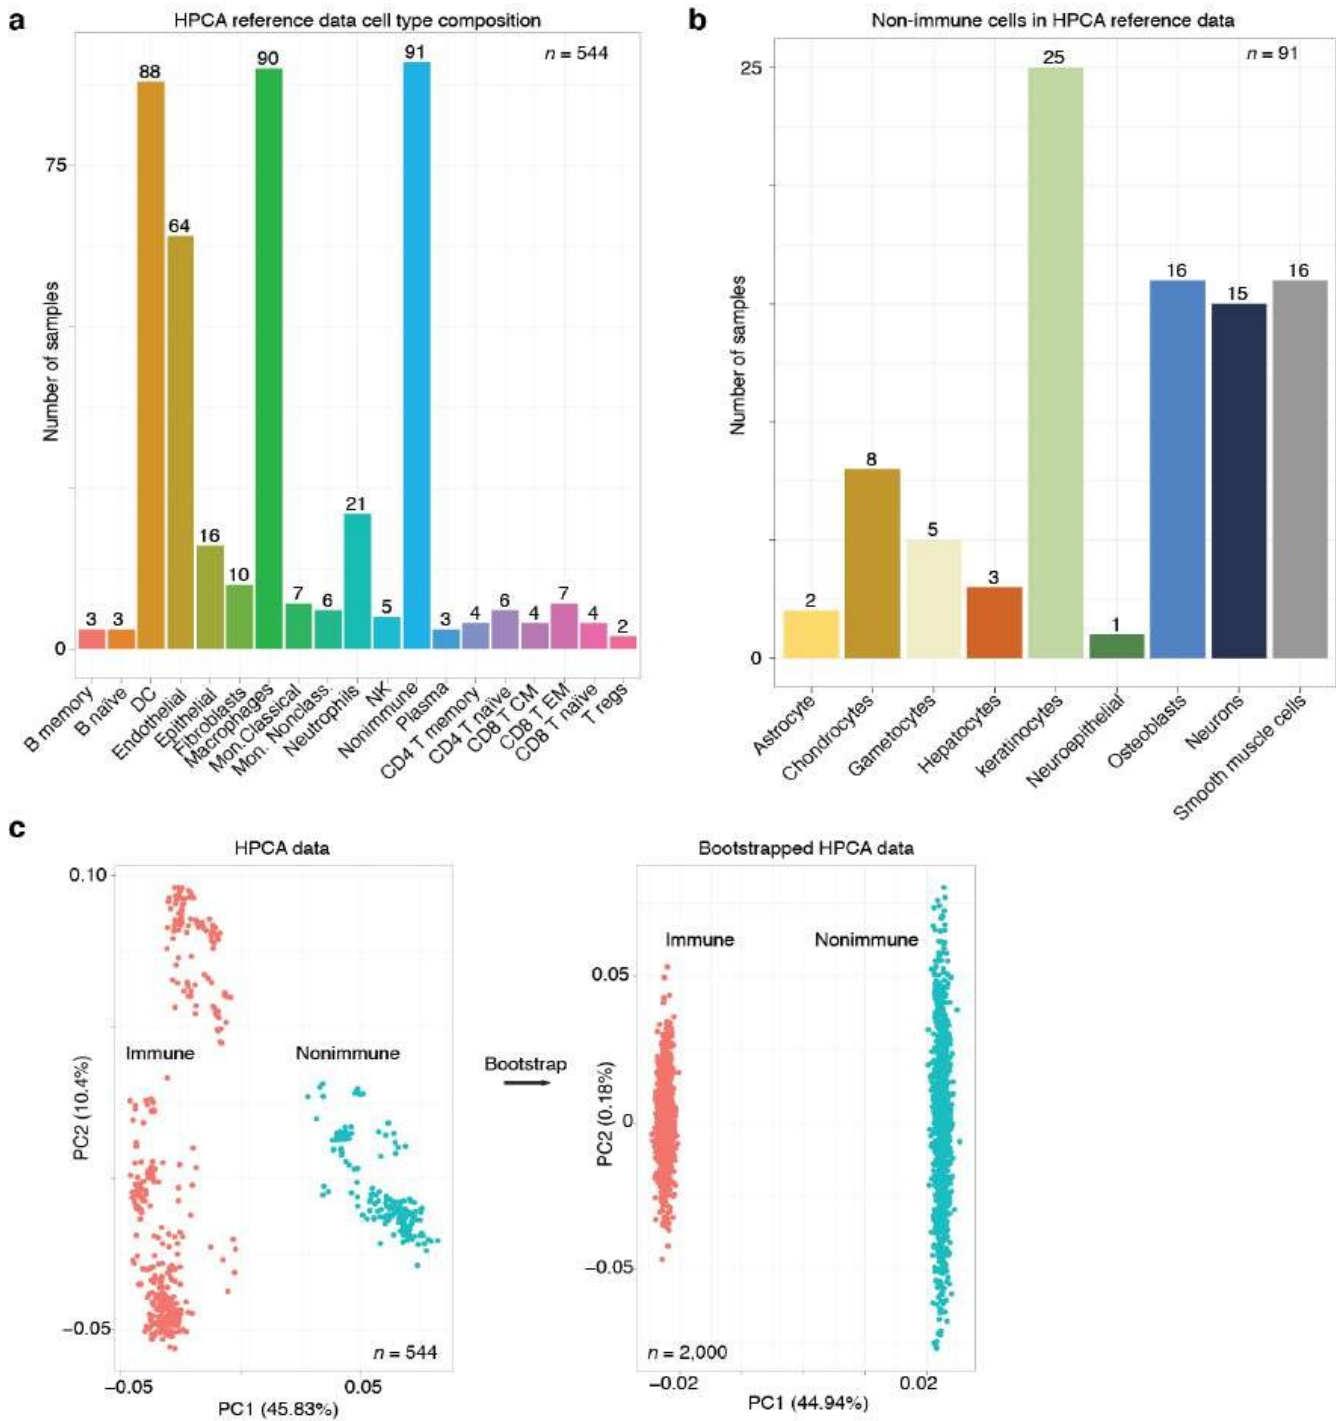 a
HPCA reference data cell type composition
n = 544
Number of samples
75
0
3
3
88
64
16
10
90
7
6
21
5
91
3
4
6
4
7
4
2
B memory
B naïve
DC
Endothelial
Epithelial
Fibroblasts
Macrophages
Mon.Classical
Mon. Nonclass.
Neutrophils
NK
Nonimmune
Plasma
CD4 T memory
CD4 T naïve
CD8 T CM
CD8 T EM
CD8 T naïve
T regs
b
Non-immune cells in HPCA reference data
n = 91
Number of samples
25
0
2
8
5
3
25
1
16
15
16
Astrocyte
Chondrocytes
Gametocytes
Hepatocytes
keratinocytes
Neuroepithelial
Osteoblasts
Neurons
Smooth muscle cells
c
HPCA data
0.10
−0.05
PC2 (10.4%)
Immune
Nonimmune
n = 544
−0.05
0.05
PC1 (45.83%)
Bootstrap
Bootstrapped HPCA data
Immune
Nonimmune
0.05
0
−0.05
PC2 (0.18%)
n = 2,000
−0.02
0.02
PC1 (44.94%)